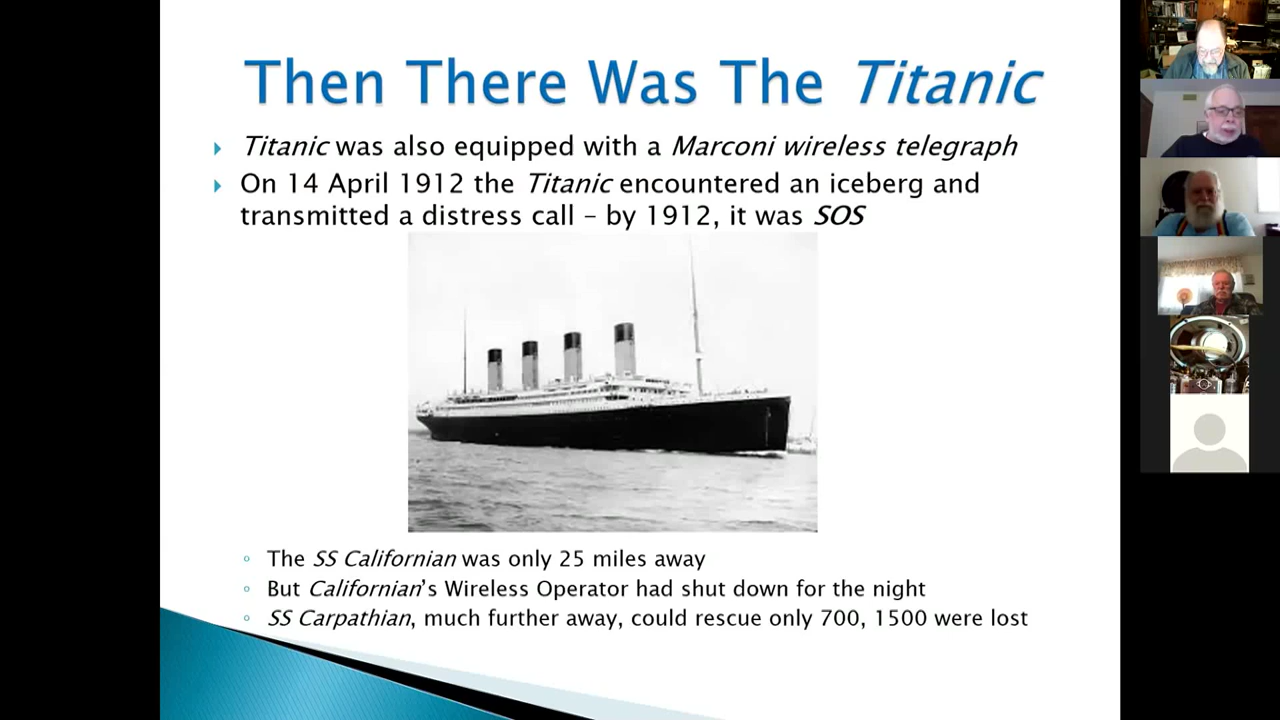 Then There Was The Titanic
Titanic was also equipped with a Marconi wireless telegraph
On 14 April 1912 the Titanic encountered an iceberg and
transmitted a distress call – by 1912, it was SOS
The SS Californian was only 25 miles away
But Californian's Wireless Operator had shut down for the night
SS Carpathian, much further away, could rescue only 700, 1500 were lost